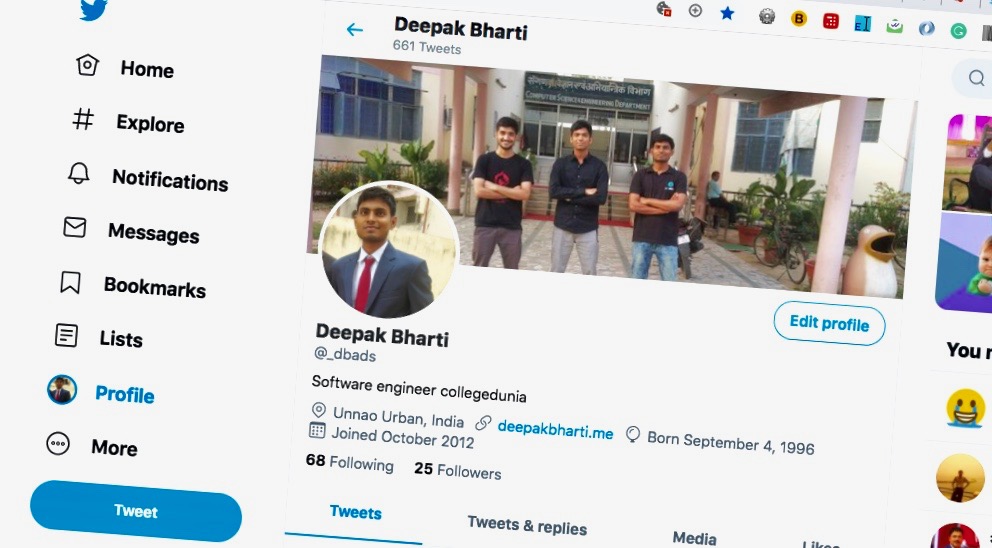 Deepak Bharti
661 Tweets
Home
Explore
Notifications
Messages
Bookmarks
Lists
Profile
More
Tweet
COMPUTER SCIENCE ENGINEERING DEPARTMENT
Edit profile
Deepak Bharti
@_dbads
Software engineer collegedunia
Unnao Urban, India deepakbharti.me Born September 4, 1996
Joined October 2012
68 Following 25 Followers
Tweets Tweets & replies Media
You